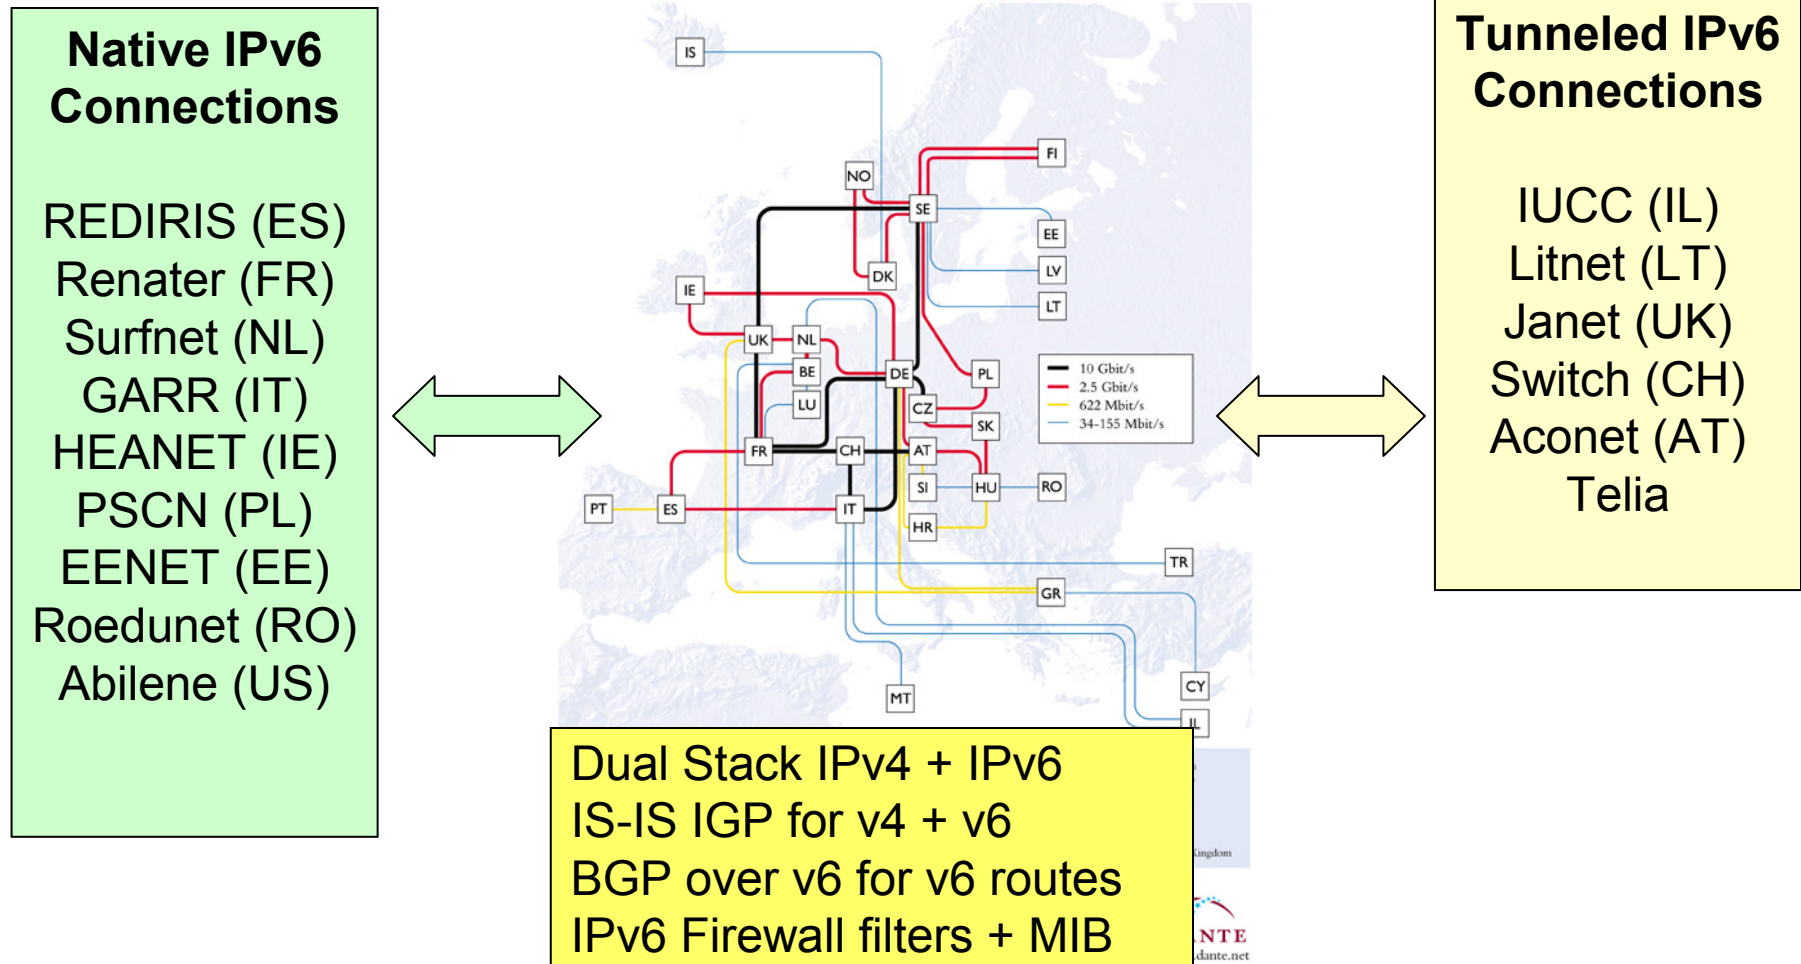 Native IPv6
Connections
REDIRIS (ES)
Renater (FR)
Surfnet (NL)
GARR (IT)
HEANET (IE)
PSCN (PL)
EENET (EE)
Roedunet (RO)
Abilene (US)
IS
FI
NO
SE
EE
DK
LV
IE
LT
UK
NL
BE
DE
PL
LU
CZ
SK
FR
CH
AT
SI
HU
RO
PT
ES
IT
HR
TR
GR
MT
CY
IL
10 Gbit/s
2.5 Gbit/s
622 Mbit/s
34-155 Mbit/s
Tunneled IPv6
Connections
IUCC (IL)
Litnet (LT)
Janet (UK)
Switch (CH)
Aconet (AT)
Telia
Dual Stack IPv4 + IPv6
IS-IS IGP for v4 + v6
BGP over v6 for v6 routes
IPv6 Firewall filters + MIB
Kingdom
NTE
dante.net